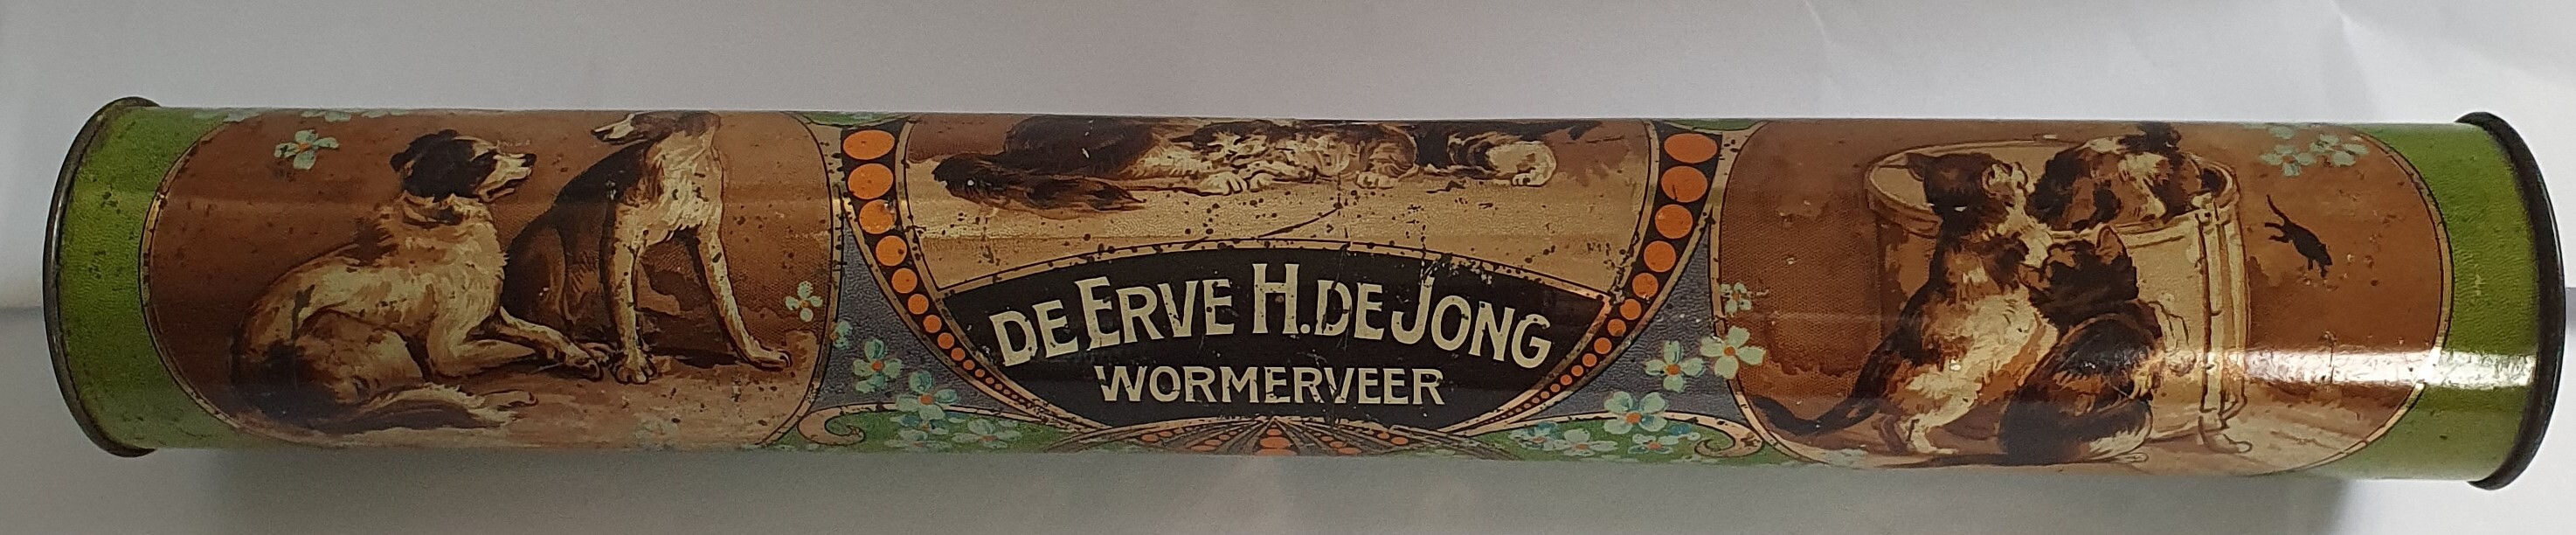 DE ERVE H. DE JONG
WORMERVEER